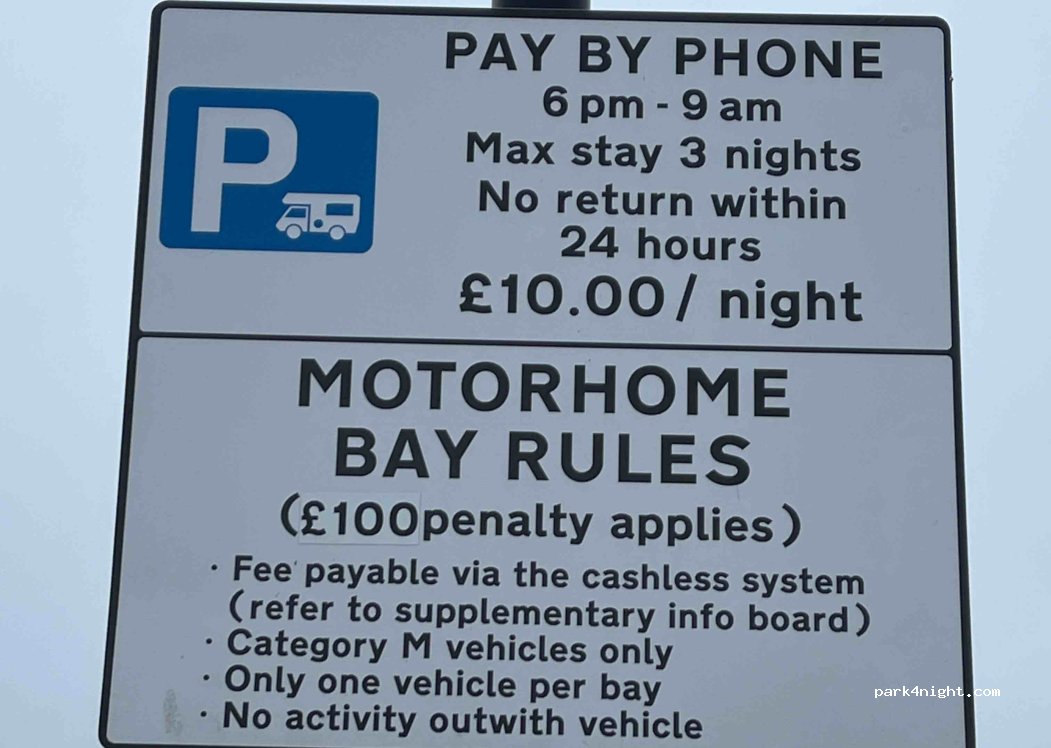 P
PAY BY PHONE
6 pm - 9 am
Max stay 3 nights
No return within
24 hours
£10.00/ night
MOTORHOME
BAY RULES
(£100penalty applies)
· Fee payable via the cashless system
(refer to supplementary info board)
· Category M vehicles only
· Only one vehicle per bay
· No activity outwith vehicle
park4night.com